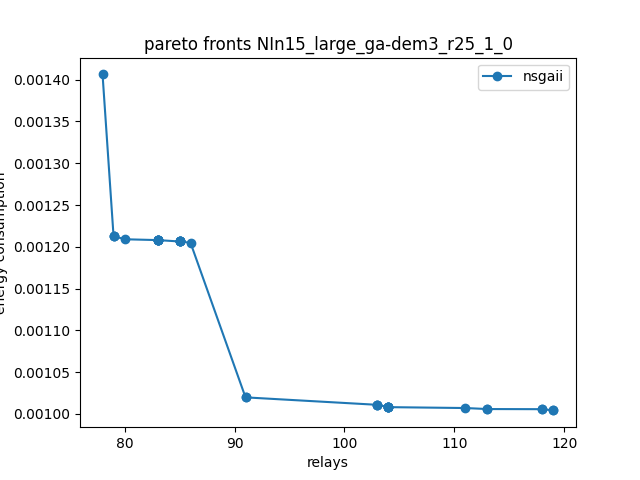 pareto fronts NIn15_large_ga-dem3_r25_1_0
nsgaii
0.00140
0.00135
0.00130
0.00125
0.00120
0.00115
0.00110
0.00105
0.00100
energy consumption
80 90 100 110 120
relays